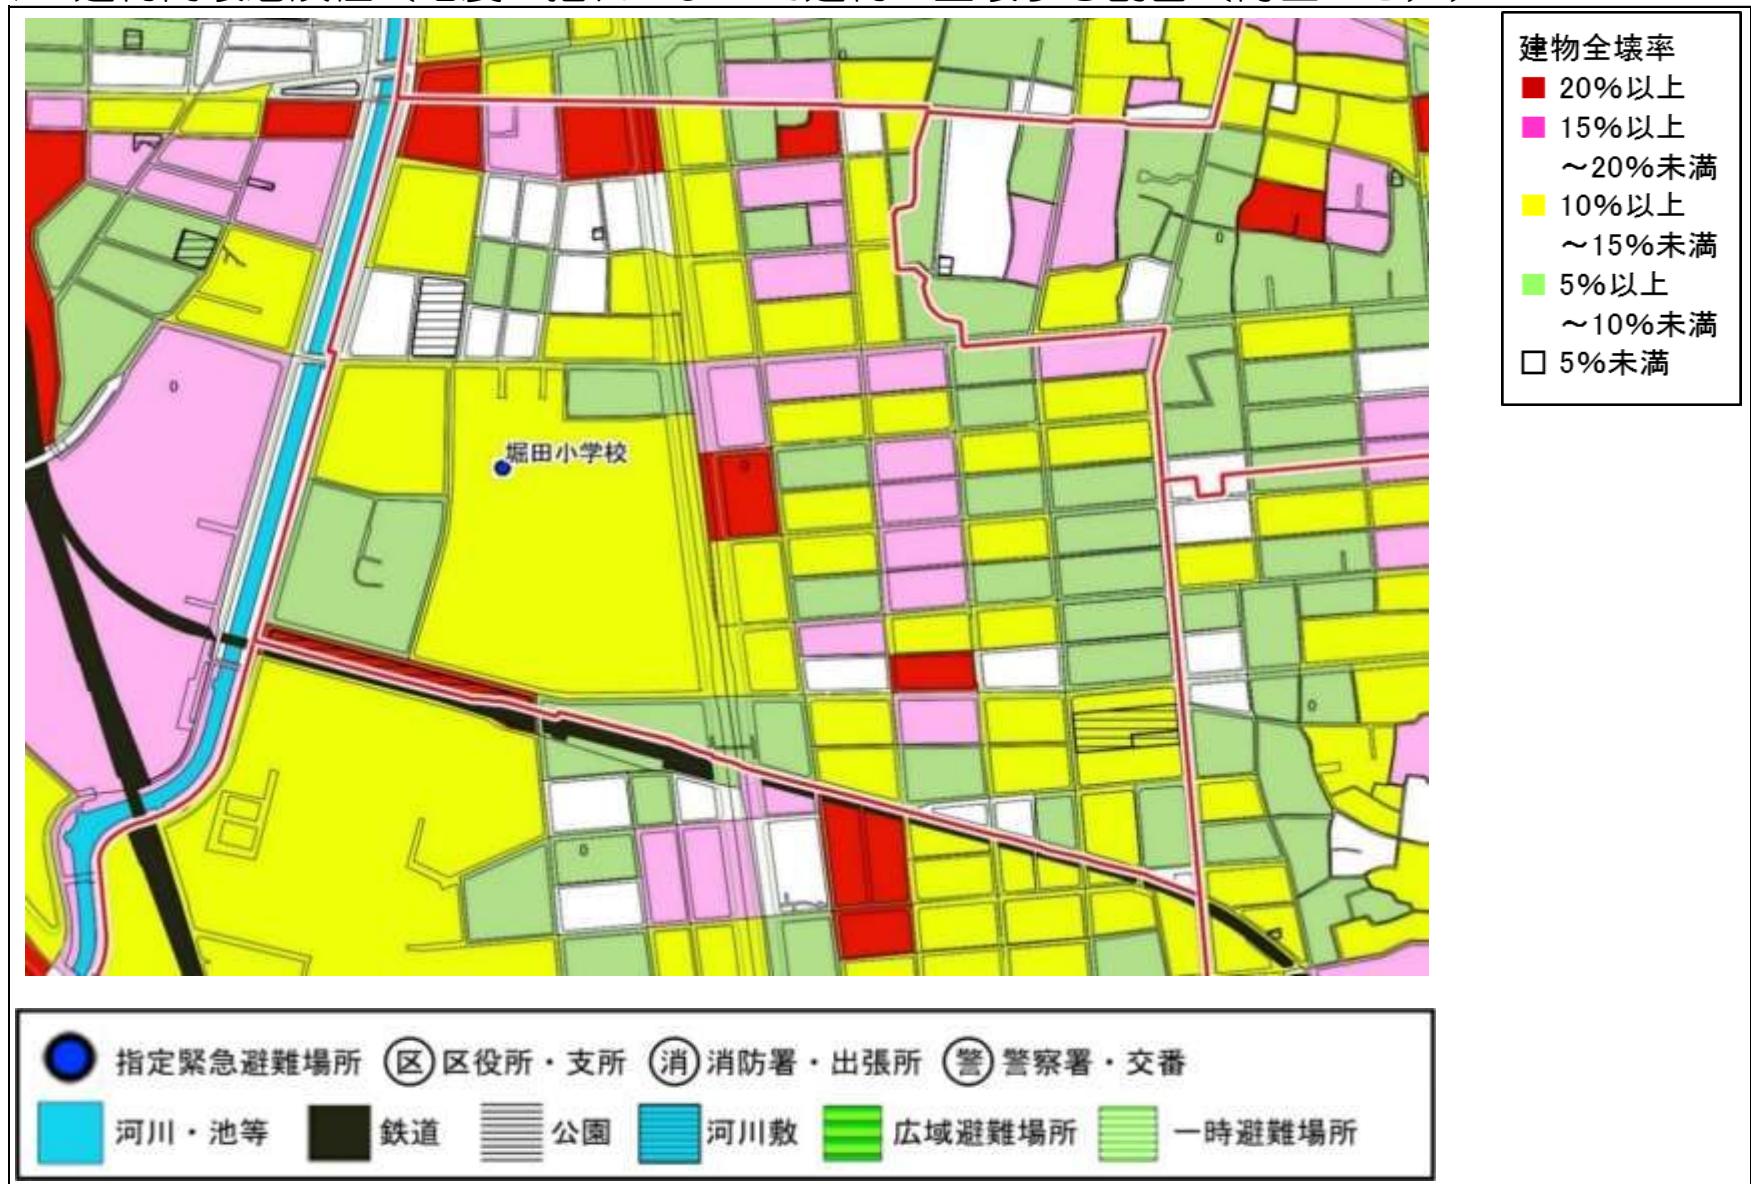 建物全壊率
20%以上
15%以上
～20%未満
10%以上
～15%未満
5%以上
～10%未満
5%未満
堀田小学校
指定緊急避難場所 区 区役所・支所 消 消防署・出張所 警 警察署・交番
河川・池等 鉄道 公園 河川敷 広域避難場所 一時避難場所